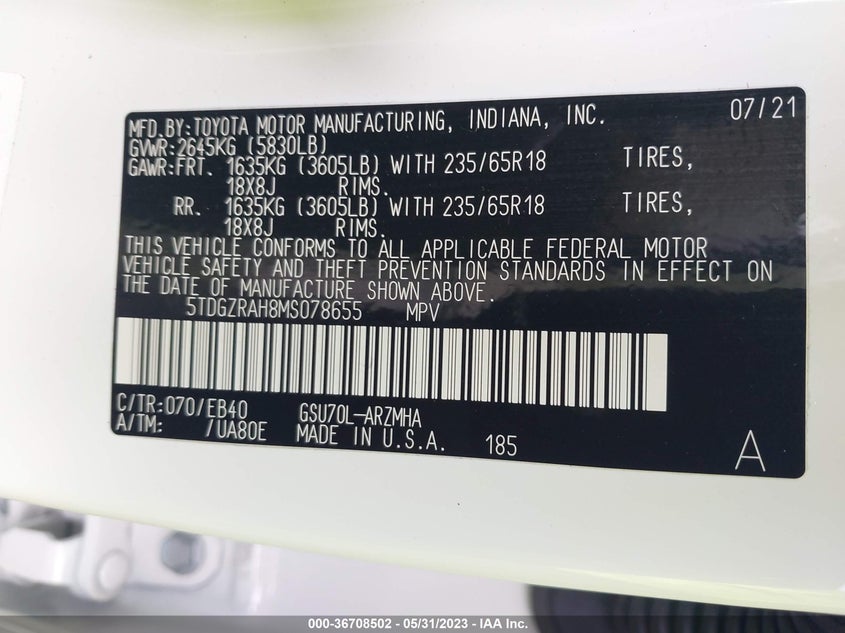 MFD.BY:TOYOTA MOTOR MANUFACTURING, INDIANA, INC. 07/21
GVWR:2645KG (5830LB)
GAWR:FRT. 1635KG (3605LB) WITH 235/65R18 TIRES,
18X8J RIMS.
RR. 1635KG (3605LB) WITH 235/65R18 TIRES,
18X8J RIMS.
THIS VEHICLE CONFORMS TO ALL APPLICABLE FEDERAL MOTOR
VEHICLE SAFETY AND THEFT PREVENTION STANDARDS IN EFFECT ON
THE DATE OF MANUFACTURE SHOWN ABOVE.
5TDGZRAH8MS078655 MPV
C/TR:070/EB40 GSU70L-ARZMHA
A/TM: /UA80E MADE IN U.S.A. 185 A
000-36708502 - 05/31/2023 - IAA Inc.